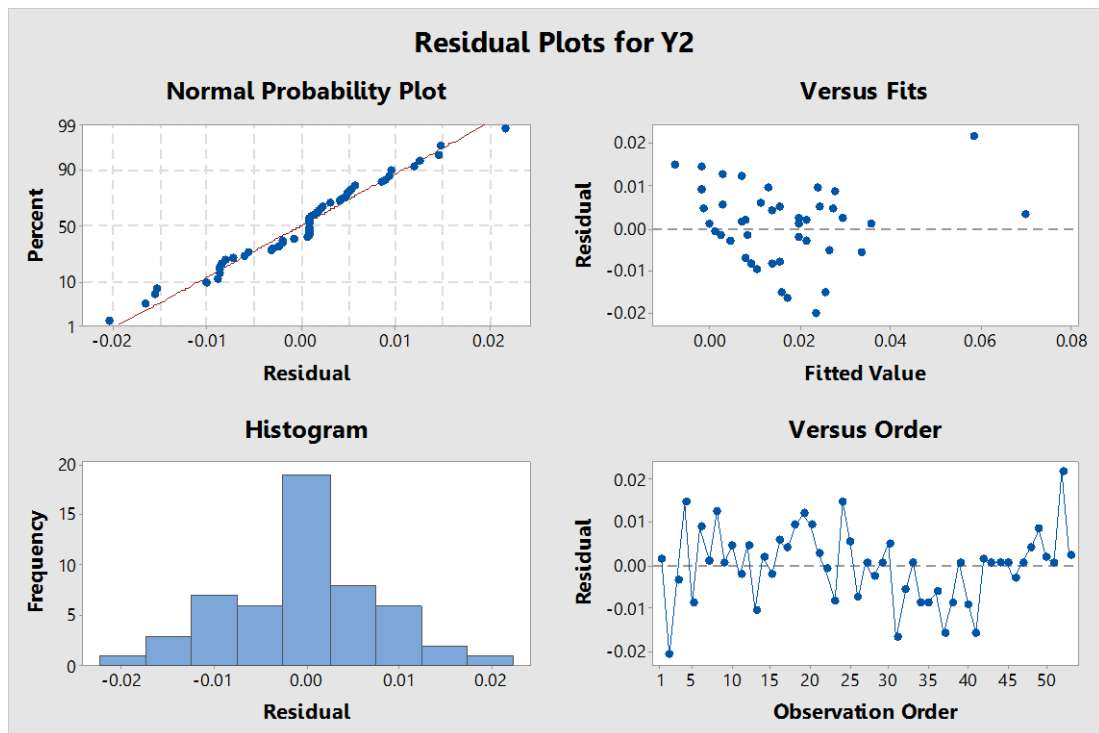 Residual Plots for Y2
Normal Probability Plot
99
90
50
10
1
Percent
-0.02 -0.01 0.00 0.01 0.02
Residual
Versus Fits
0.02
0.01
0.00
-0.01
-0.02
Residual
0.00 0.02 0.04 0.06 0.08
Fitted Value
Histogram
20
15
10
5
0
Frequency
-0.02 -0.01 0.00 0.01 0.02
Residual
Versus Order
0.02
0.01
0.00
-0.01
-0.02
Residual
1 5 10 15 20 25 30 35 40 45 50
Observation Order